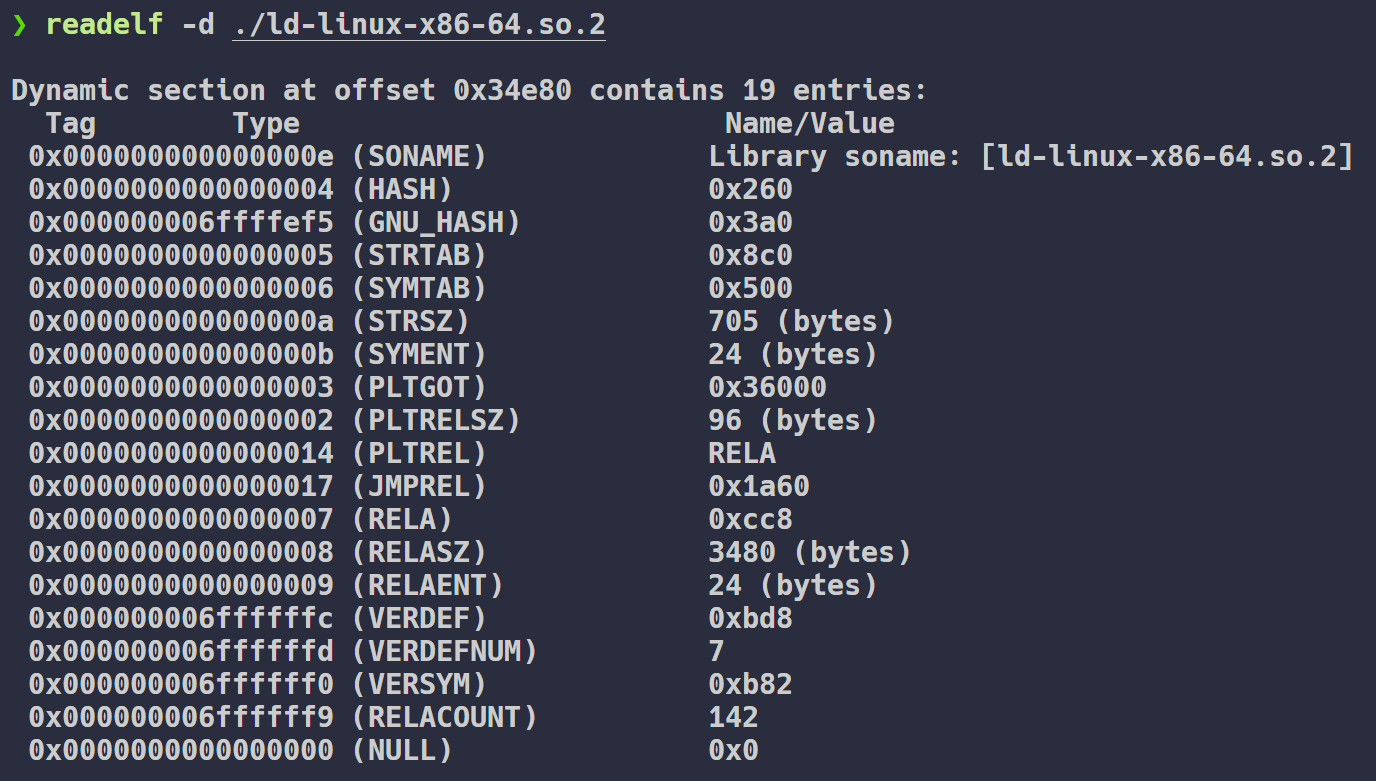 ❯ readelf -d ./ld-linux-x86-64.so.2
Dynamic section at offset 0x34e80 contains 19 entries:
  Tag        Type                         Name/Value
 0x000000000000000e (SONAME)             Library soname: [ld-linux-x86-64.so.2]
 0x0000000000000004 (HASH)               0x260
 0x000000006ffffef5 (GNU_HASH)           0x3a0
 0x0000000000000005 (STRTAB)             0x8c0
 0x0000000000000006 (SYMTAB)             0x500
 0x000000000000000a (STRSZ)              705 (bytes)
 0x000000000000000b (SYMENT)             24 (bytes)
 0x0000000000000003 (PLTGOT)             0x36000
 0x0000000000000002 (PLTRELSZ)           96 (bytes)
 0x0000000000000014 (PLTREL)             RELA
 0x0000000000000017 (JMPREL)             0x1a60
 0x0000000000000007 (RELA)               0xcc8
 0x0000000000000008 (RELASZ)             3480 (bytes)
 0x0000000000000009 (RELAENT)            24 (bytes)
 0x000000006ffffffc (VERDEF)             0xbd8
 0x000000006ffffffd (VERDEFNUM)          7
 0x000000006ffffff0 (VERSYM)             0xb82
 0x000000006ffffff9 (RELACOUNT)          142
 0x0000000000000000 (NULL)               0x0